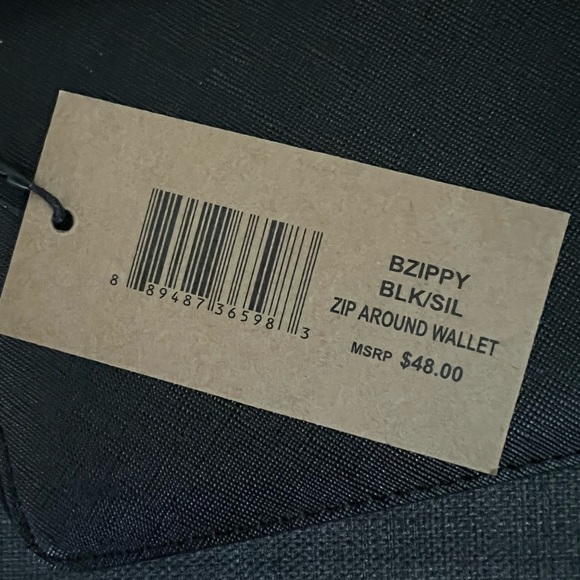 BZIPPY
BLK/SIL
ZIP AROUND WALLET
MSRP $48.00
8 89487 36598 3